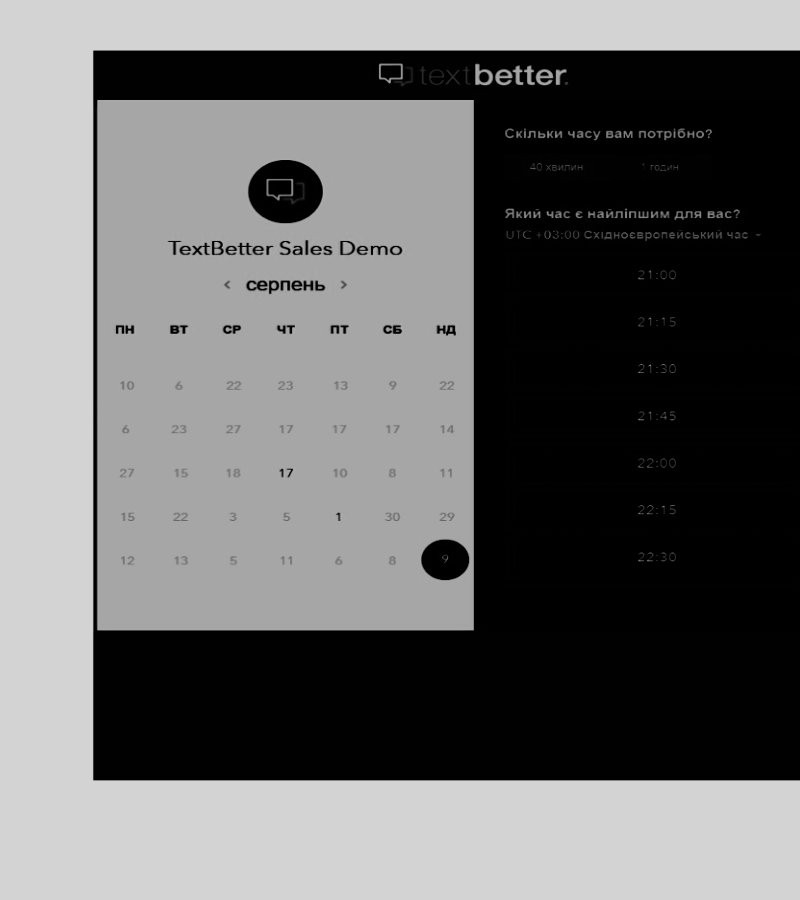 textbetter.
TextBetter Sales Demo
‹ серпень ›
ПН ВТ СР ЧТ ПТ СБ НД
10 6 22 23 13 9 22
6 23 27 17 17 17 14
27 15 18 17 10 8 11
15 22 3 5 1 30 29
12 13 5 11 6 8 9
Скільки часу вам потрібно?
40 хвилин 1 годин
Який час є найліпшим для вас?
UTC +03:00 Східноєвропейський час
21:00
21:15
21:30
21:45
22:00
22:15
22:30